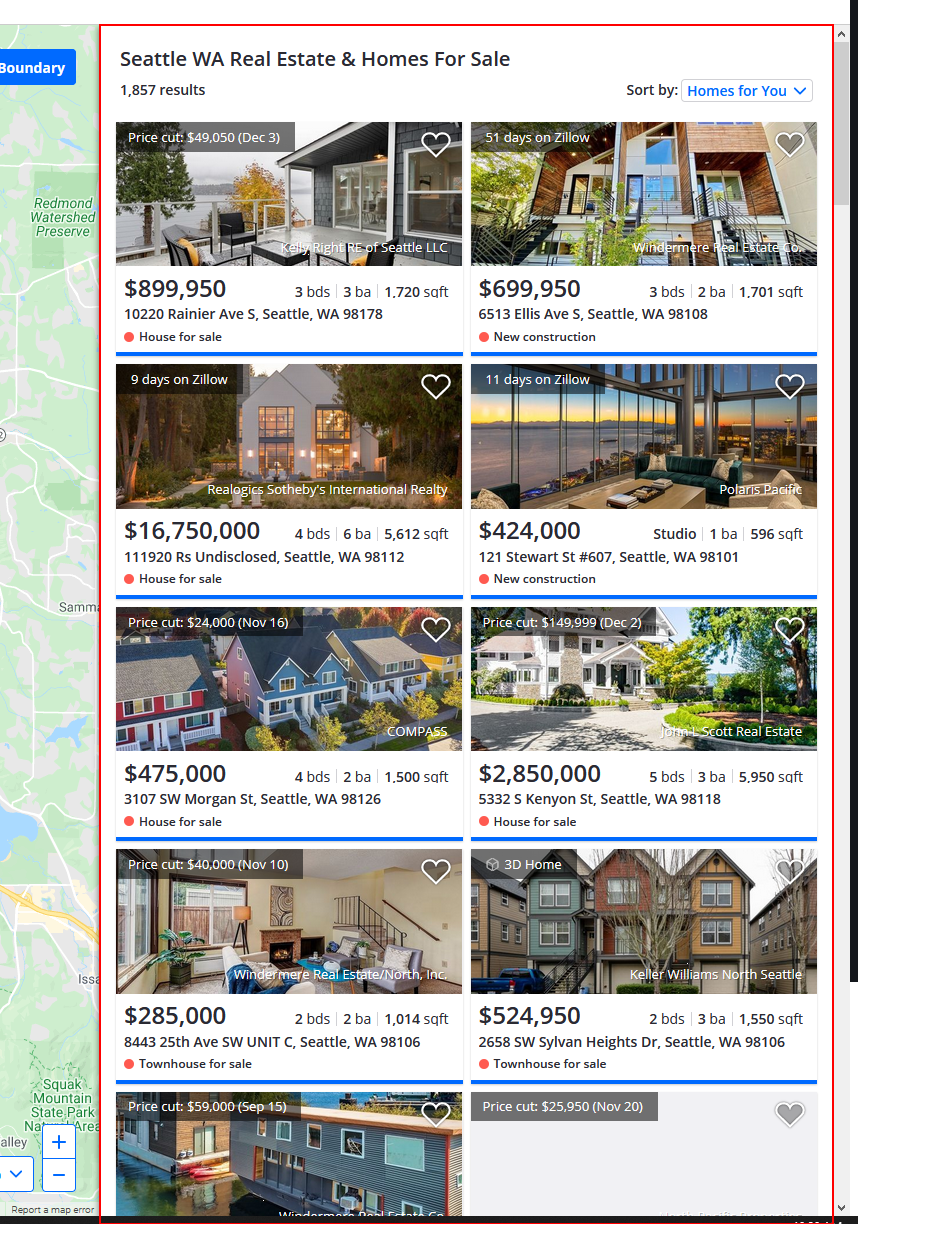 Boundary
Redmond
Watershed
Preserve
Samma
Issa
Squak
Mountain
State Park
Natural Area
alley
+
−
Report a map error
Seattle WA Real Estate & Homes For Sale
1,857 results
Sort by: Homes for You
Price cut: $49,050 (Dec 3)
Kelly Right RE of Seattle LLC
$899,950 3 bds 3 ba 1,720 sqft
10220 Rainier Ave S, Seattle, WA 98178
House for sale
51 days on Zillow
Windermere Real Estate Co.
$699,950 3 bds 2 ba 1,701 sqft
6513 Ellis Ave S, Seattle, WA 98108
New construction
9 days on Zillow
Realogics Sotheby's International Realty
$16,750,000 4 bds 6 ba 5,612 sqft
111920 Rs Undisclosed, Seattle, WA 98112
House for sale
11 days on Zillow
Polaris Pacific
$424,000 Studio 1 ba 596 sqft
121 Stewart St #607, Seattle, WA 98101
New construction
Price cut: $24,000 (Nov 16)
COMPASS
$475,000 4 bds 2 ba 1,500 sqft
3107 SW Morgan St, Seattle, WA 98126
House for sale
Price cut: $149,999 (Dec 2)
John L Scott Real Estate
$2,850,000 5 bds 3 ba 5,950 sqft
5332 S Kenyon St, Seattle, WA 98118
House for sale
Price cut: $40,000 (Nov 10)
Windermere Real Estate/North, Inc.
$285,000 2 bds 2 ba 1,014 sqft
8443 25th Ave SW UNIT C, Seattle, WA 98106
Townhouse for sale
3D Home
Keller Williams North Seattle
$524,950 2 bds 3 ba 1,550 sqft
2658 SW Sylvan Heights Dr, Seattle, WA 98106
Townhouse for sale
Price cut: $59,000 (Sep 15)
Windermere Real Estate Co.
Price cut: $25,950 (Nov 20)